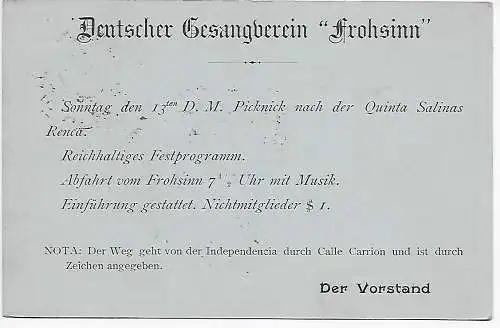 Deutscher Gesangverein "Frohsinn"
Sonntag den 13ten D. M. Picknick nach der Quinta Salinas
Renca.
Reichhaltiges Festprogramm.
Abfahrt vom Frohsinn 7 1/2 Uhr mit Musik.
Einführung gestattet. Nichtmitglieder $ 1.
NOTA: Der Weg geht von der Independencia durch Calle Carrion und ist durch
Zeichen angegeben.
Der Vorstand